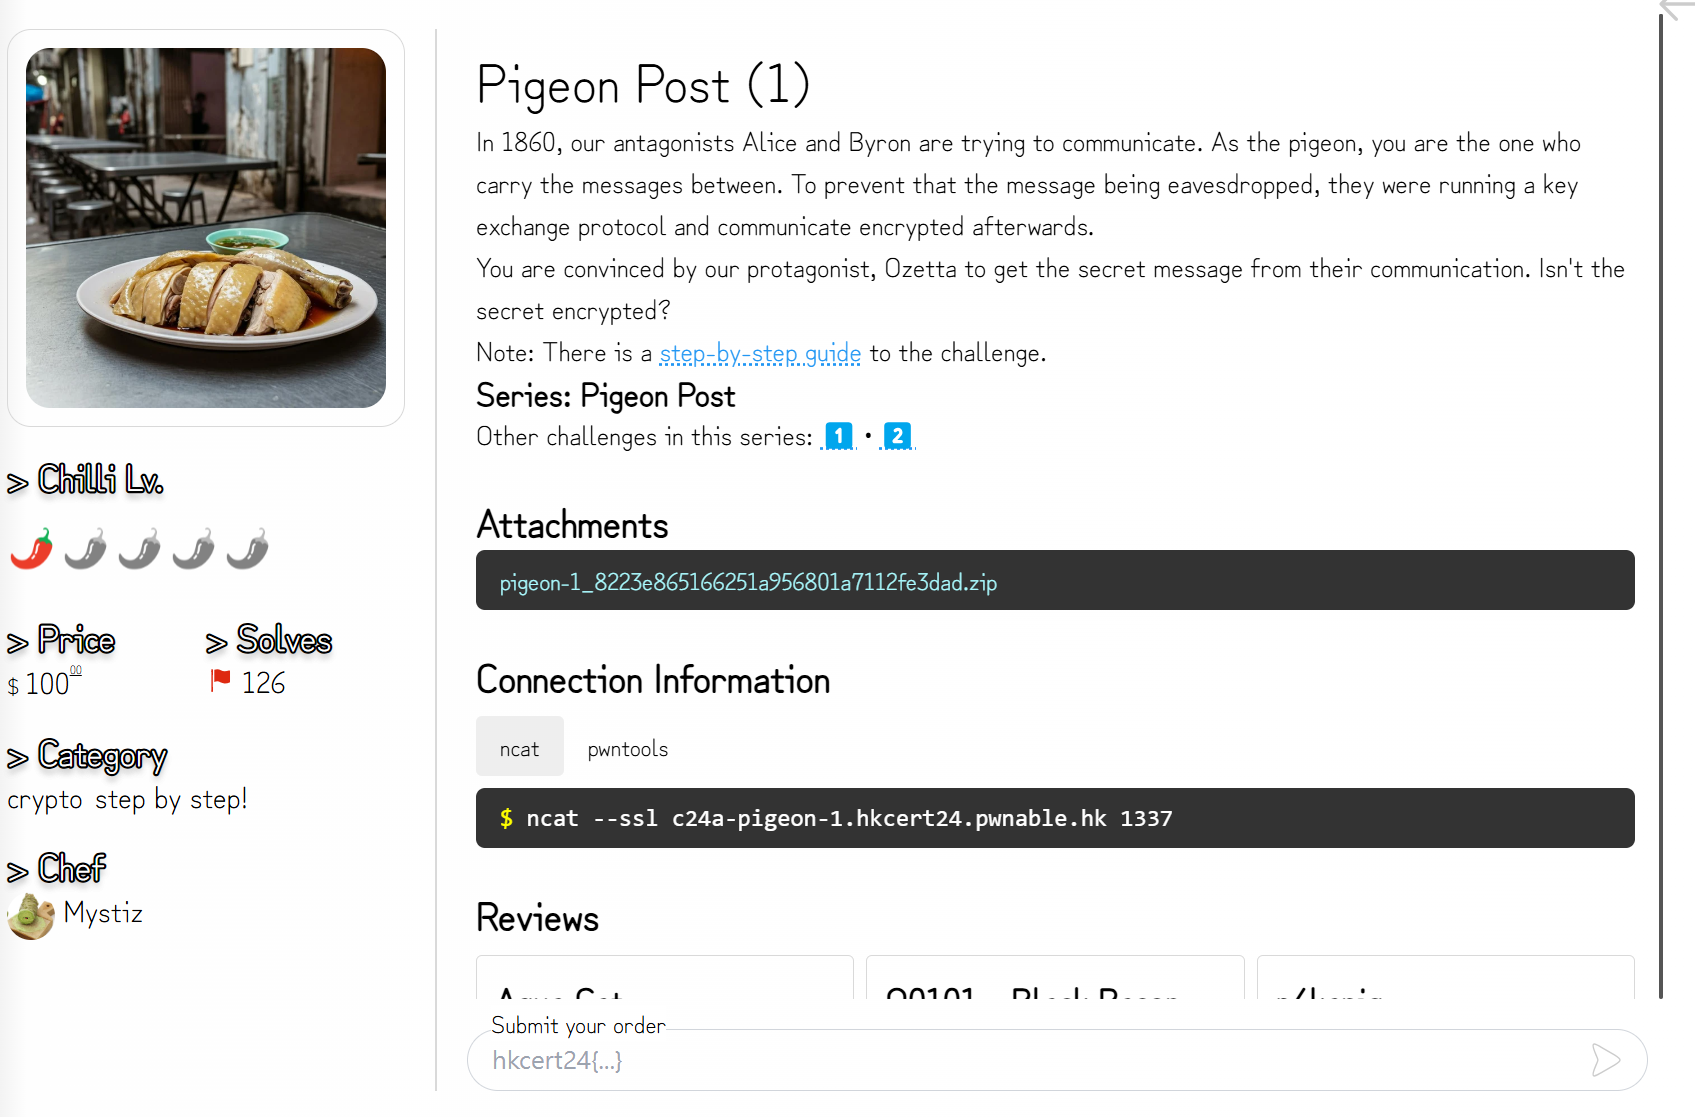 Pigeon Post (1)
In 1860, our antagonists Alice and Byron are trying to communicate. As the pigeon, you are the one who
carry the messages between. To prevent that the message being eavesdropped, they were running a key
exchange protocol and communicate encrypted afterwards.
You are convinced by our protagonist, Ozetta to get the secret message from their communication. Isn't the
secret encrypted?
Note: There is a step-by-step guide to the challenge.
Series: Pigeon Post
Other challenges in this series: 1 • 2
> Chilli Lv.
> Price
$ 100 00
> Solves
126
> Category
crypto step by step!
> Chef
Mystiz
Attachments
pigeon-1_8223e865166251a956801a7112fe3dad.zip
Connection Information
ncat pwntools
$ ncat --ssl c24a-pigeon-1.hkcert24.pwnable.hk 1337
Reviews
Submit your order
hkcert24{...}